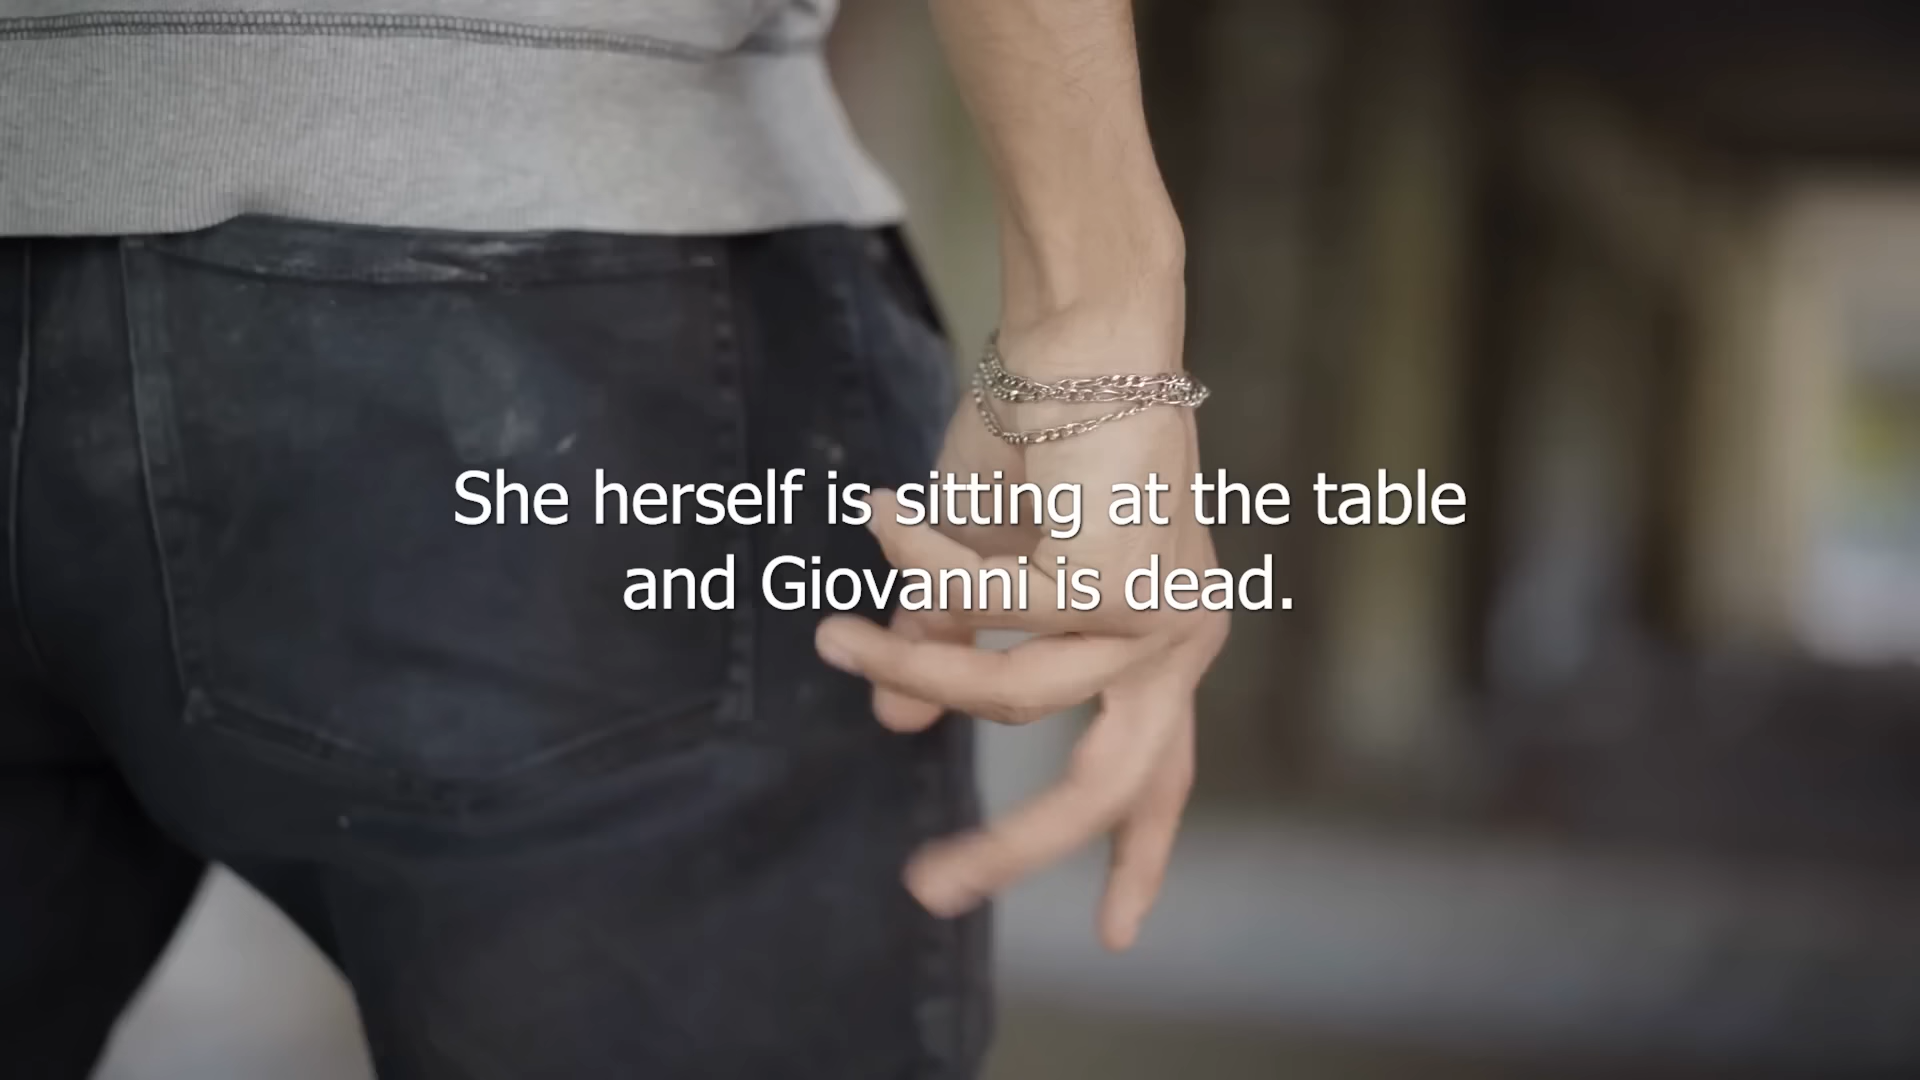 She herself is sitting at the table
and Giovanni is dead.